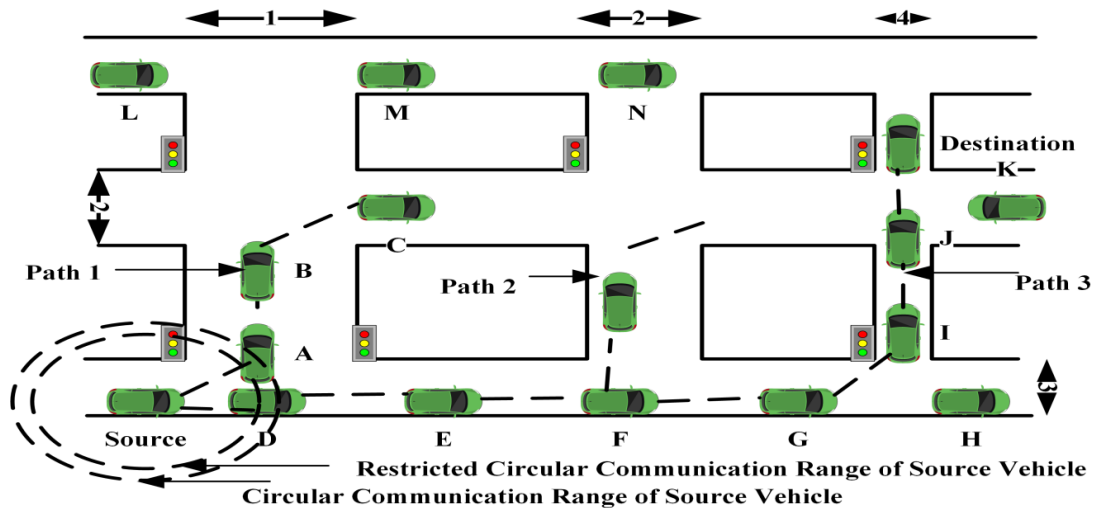 1
2
4
L
M
N
Destination
K
2
C
J
Path 1
B
Path 2
Path 3
A
I
3
Source
D
E
F
G
H
Restricted Circular Communication Range of Source Vehicle
Circular Communication Range of Source Vehicle